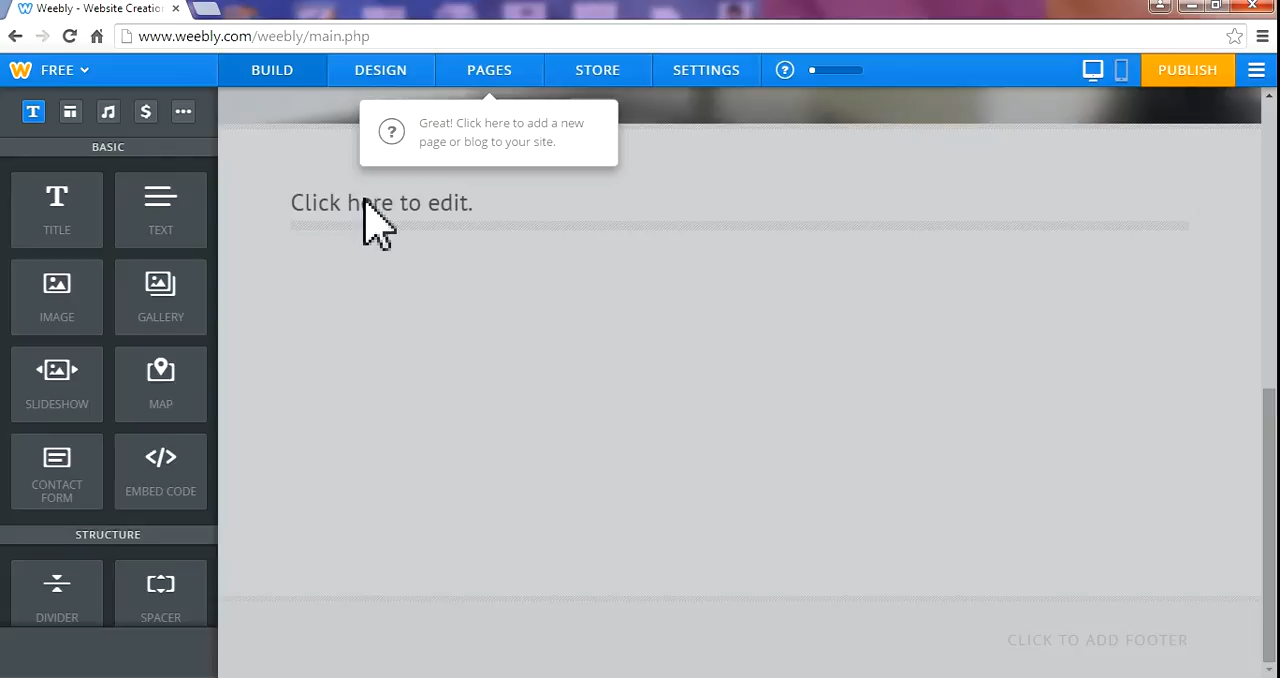 Weebly - Website Creation
www.weebly.com/weebly/main.php
FREE
BUILD
DESIGN
PAGES
STORE
SETTINGS
?
PUBLISH
T
$
BASIC
? Great! Click here to add a new
page or blog to your site.
T
TITLE
TEXT
Click here to edit.
IMAGE
GALLERY
SLIDESHOW
MAP
CONTACT
FORM
</>
EMBED CODE
STRUCTURE
DIVIDER
SPACER
CLICK TO ADD FOOTER